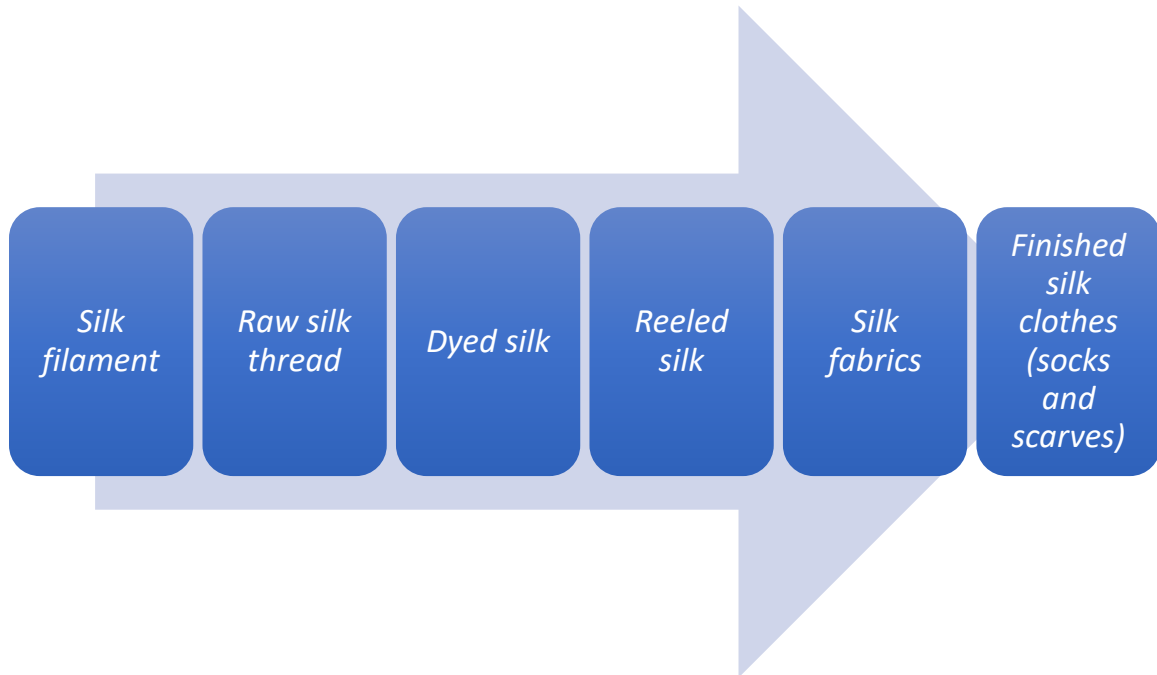 Silk
filament
Raw silk
thread
Dyed silk
Reeled
silk
Silk
fabrics
Finished
silk
clothes
(socks
and
scarves)